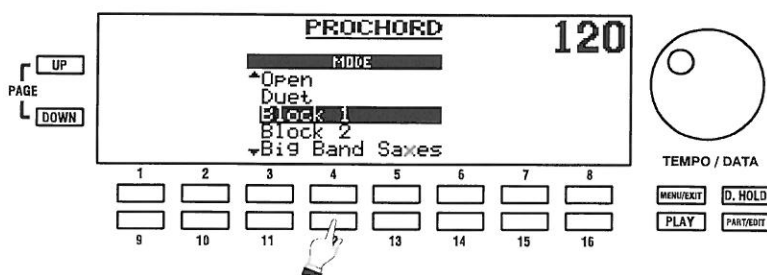 PROCHORD
120
MODE
Open
Duet
Block 1
Block 2
Big Band Saxes
UP
PAGE
DOWN
TEMPO / DATA
1 2 3 4 5 6 7 8
MENU/EXIT D. HOLD
PLAY PART/EDIT
9 10 11 13 14 15 16